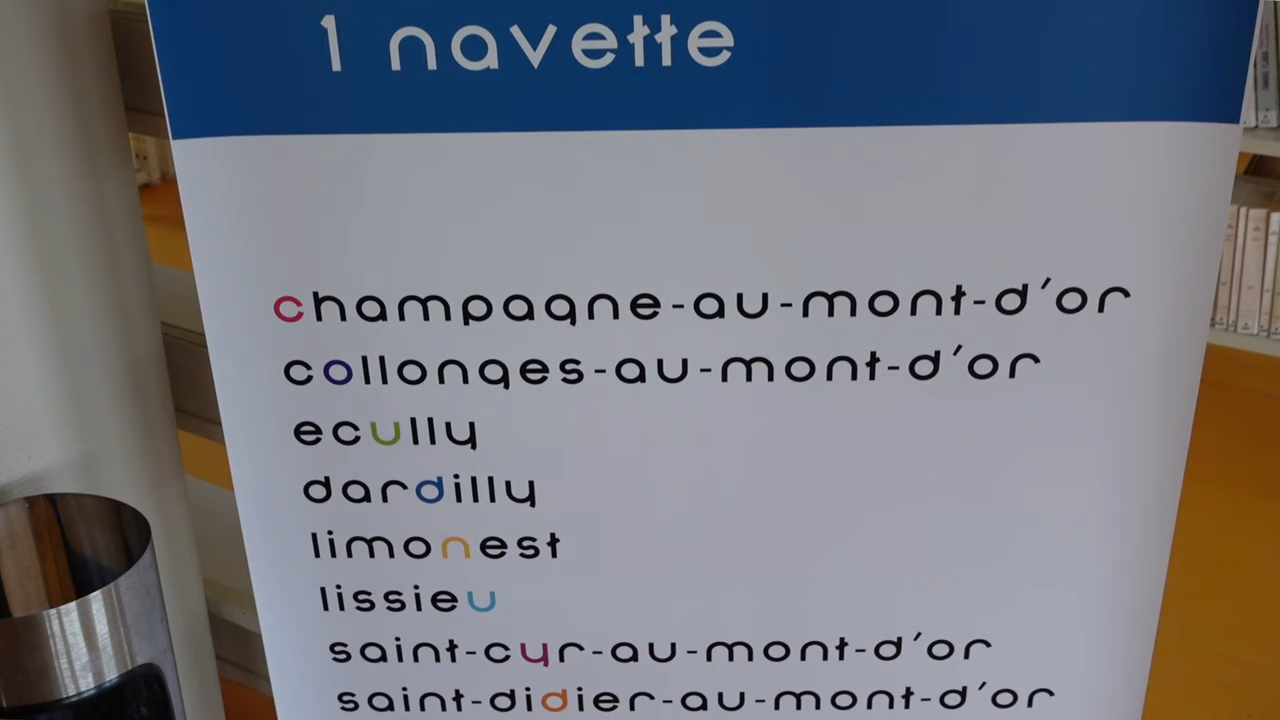 1 navette
champagne-au-mont-d'or
collonges-au-mont-d'or
ecully
dardilly
limonest
lissieu
saint-cyr-au-mont-d'or
saint-didier-au-mont-d'or